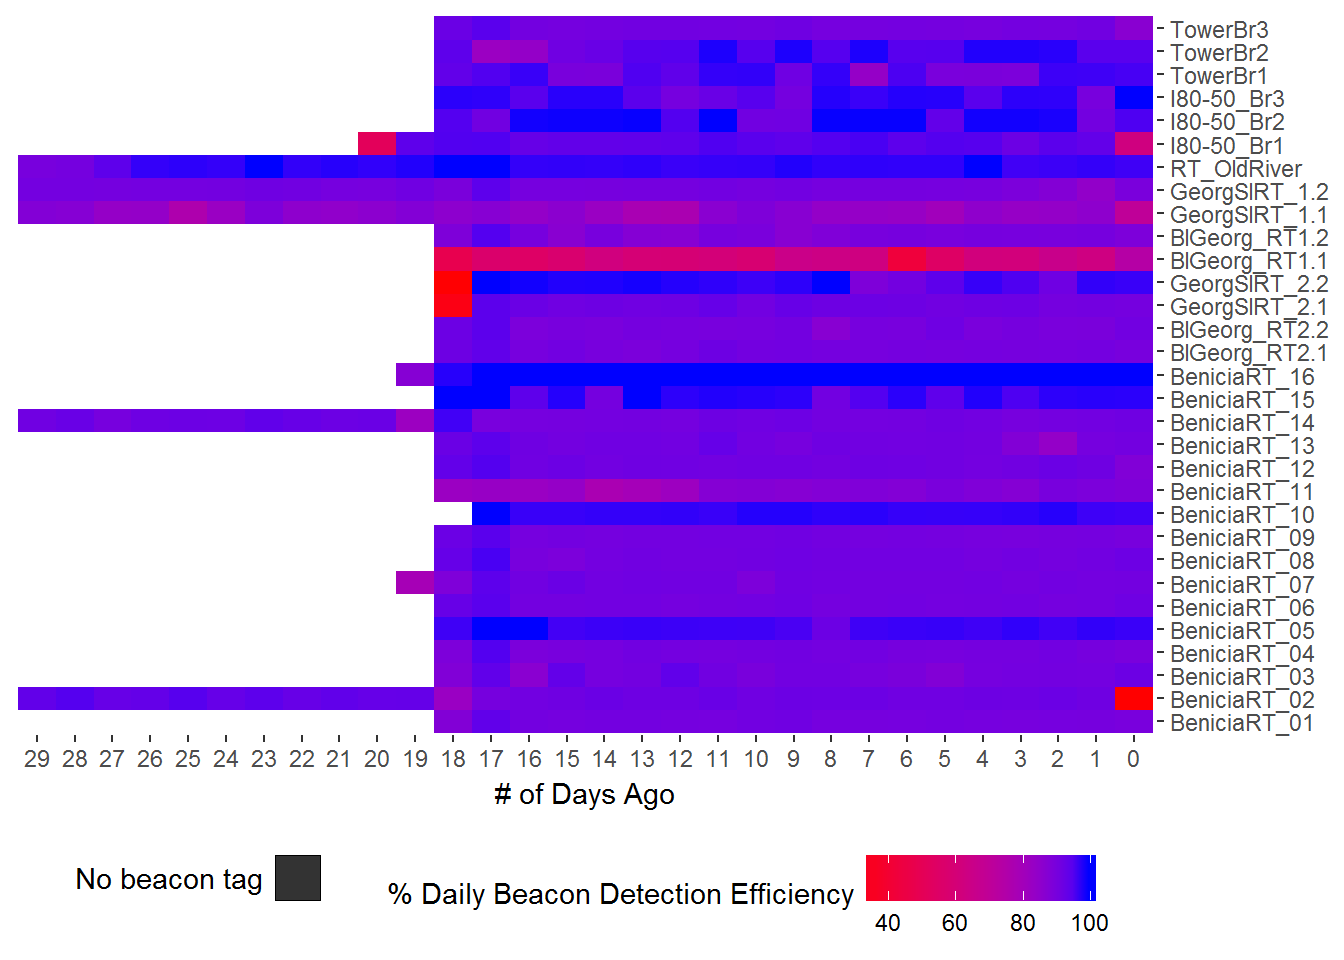 TowerBr3
TowerBr2
TowerBr1
I80-50_Br3
I80-50_Br2
I80-50_Br1
RT_OldRiver
GeorgSlRT_1.2
GeorgSlRT_1.1
BlGeorg_RT1.2
BlGeorg_RT1.1
GeorgSlRT_2.2
GeorgSlRT_2.1
BlGeorg_RT2.2
BlGeorg_RT2.1
BeniciaRT_16
BeniciaRT_15
BeniciaRT_14
BeniciaRT_13
BeniciaRT_12
BeniciaRT_11
BeniciaRT_10
BeniciaRT_09
BeniciaRT_08
BeniciaRT_07
BeniciaRT_06
BeniciaRT_05
BeniciaRT_04
BeniciaRT_03
BeniciaRT_02
BeniciaRT_01
29 28 27 26 25 24 23 22 21 20 19 18 17 16 15 14 13 12 11 10 9 8 7 6 5 4 3 2 1 0
# of Days Ago
No beacon tag
% Daily Beacon Detection Efficiency
40 60 80 100